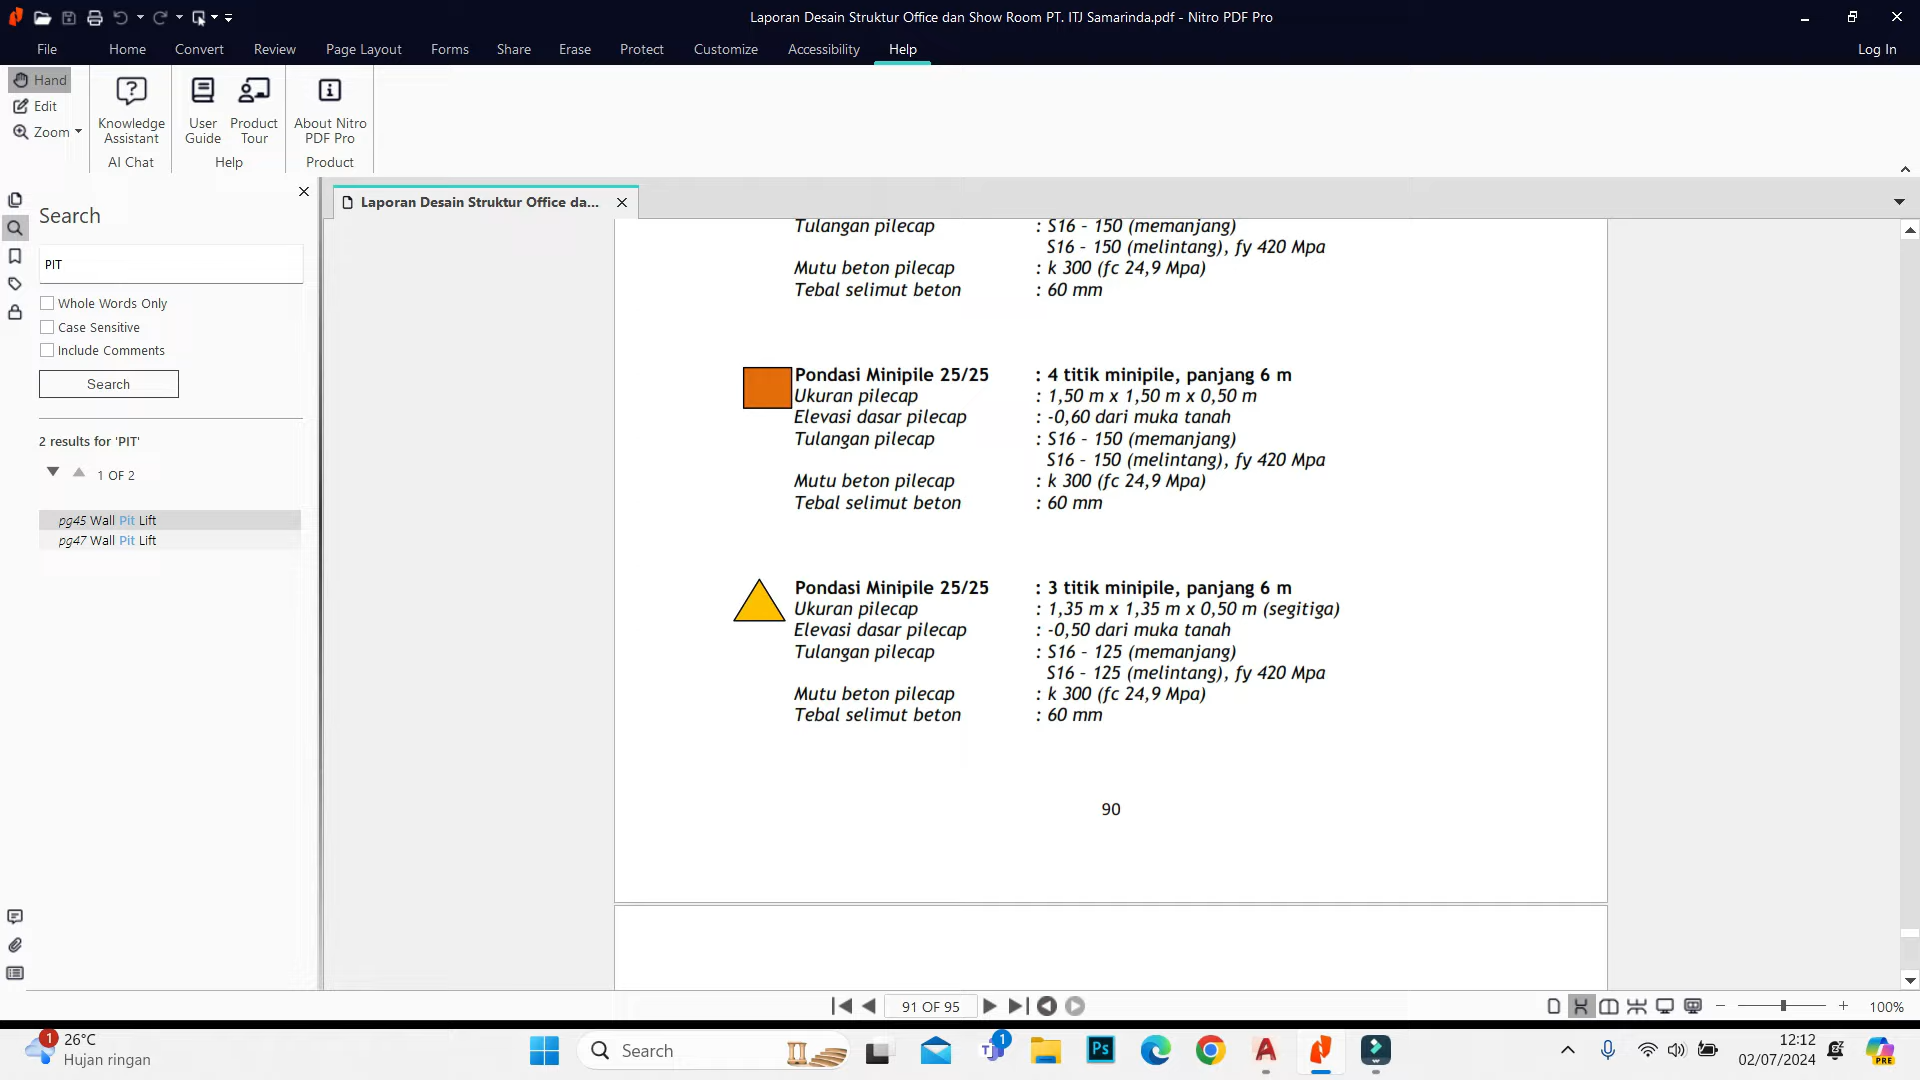 Laporan Desain Struktur Office dan Show Room PT. ITJ Samarinda.pdf - Nitro PDF Pro
File Home Convert Review Page Layout Forms Share Erase Protect Customize Accessibility Help Log In
Hand
Edit
Zoom
Knowledge Assistant
AI Chat
User Guide
Product Tour
Help
About Nitro PDF Pro
Product
Search
PIT
Whole Words Only
Case Sensitive
Include Comments
Search
2 results for 'PIT'
1 OF 2
pg45 Wall Pit Lift
pg47 Wall Pit Lift
Laporan Desain Struktur Office da...
Tulangan pilecap : S16 - 150 (memanjang)
S16 - 150 (melintang), fy 420 Mpa
Mutu beton pilecap : k 300 (fc 24,9 Mpa)
Tebal selimut beton : 60 mm
Pondasi Minipile 25/25 : 4 titik minipile, panjang 6 m
Ukuran pilecap : 1,50 m x 1,50 m x 0,50 m
Elevasi dasar pilecap : -0,60 dari muka tanah
Tulangan pilecap : S16 - 150 (memanjang)
S16 - 150 (melintang), fy 420 Mpa
Mutu beton pilecap : k 300 (fc 24,9 Mpa)
Tebal selimut beton : 60 mm
Pondasi Minipile 25/25 : 3 titik minipile, panjang 6 m
Ukuran pilecap : 1,35 m x 1,35 m x 0,50 m (segitiga)
Elevasi dasar pilecap : -0,50 dari muka tanah
Tulangan pilecap : S16 - 125 (memanjang)
S16 - 125 (melintang), fy 420 Mpa
Mutu beton pilecap : k 300 (fc 24,9 Mpa)
Tebal selimut beton : 60 mm
90
91 OF 95
100%
1
26°C
Hujan ringan
Search
1
Ps
12:12
02/07/2024
PRE